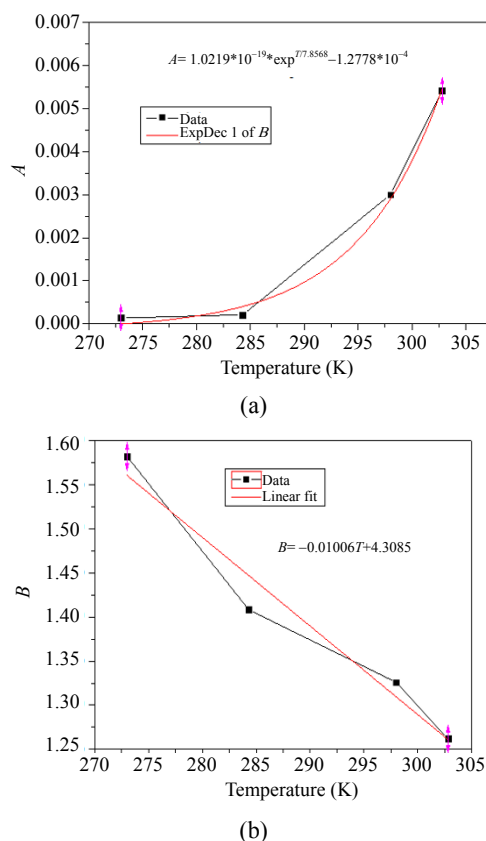 A= 1.0219*10⁻¹⁹*exp^{T/7.8568}−1.2778*10⁻⁴
Data
ExpDec 1 of B
A
0.007
0.006
0.005
0.004
0.003
0.002
0.001
0.000
270 275 280 285 290 295 300 305
Temperature (K)
(a)
Data
Linear fit
B= −0.01006T+4.3085
B
1.60
1.55
1.45
1.40
1.35
1.30
1.25
270 275 280 285 290 295 300 305
Temperature (K)
(b)